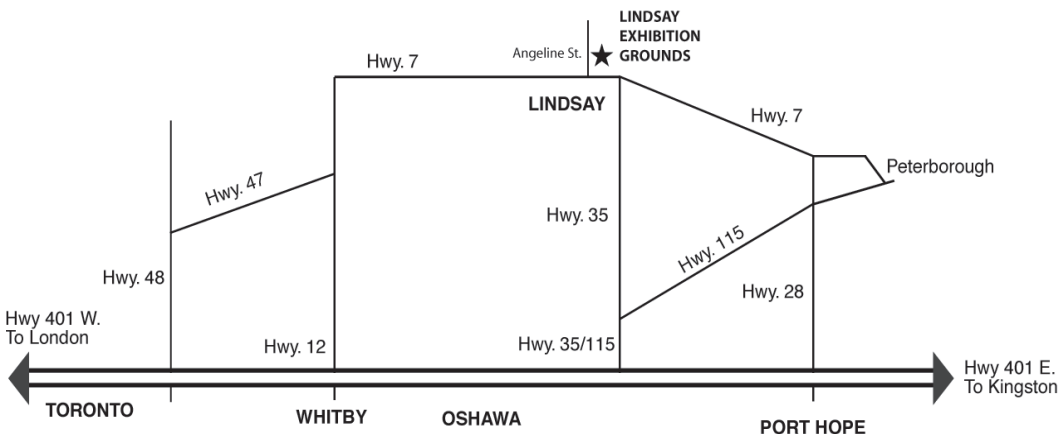 LINDSAY
EXHIBITION
GROUNDS
Angeline St.
Hwy. 7
LINDSAY
Hwy. 7
Peterborough
Hwy. 47
Hwy. 35
Hwy. 115
Hwy. 48
Hwy. 28
Hwy 401 W.
To London
Hwy. 12
Hwy. 35/115
Hwy 401 E.
To Kingston
TORONTO
WHITBY
OSHAWA
PORT HOPE